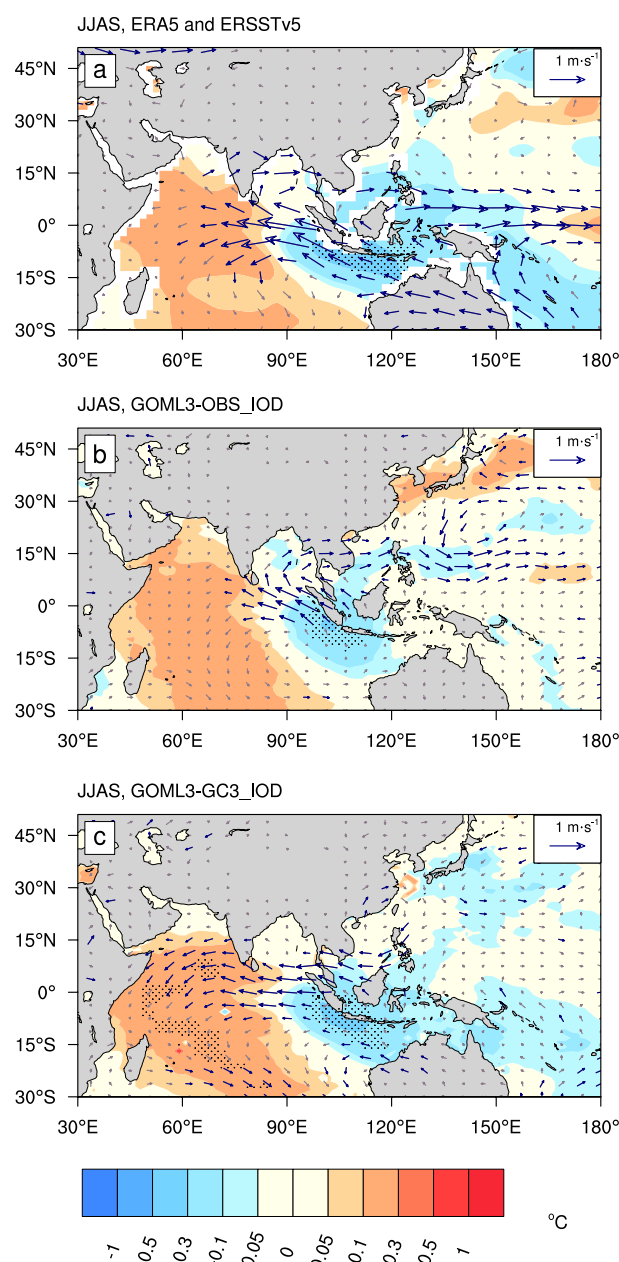 JJAS, ERA5 and ERSSTv5
a
1 m·s-1
45°N
30°N
15°N
0°
15°S
30°S
30°E 60°E 90°E 120°E 150°E 180°
JJAS, GOML3-OBS_IOD
b
1 m·s-1
45°N
30°N
15°N
0°
15°S
30°S
30°E 60°E 90°E 120°E 150°E 180°
JJAS, GOML3-GC3_IOD
c
1 m·s-1
45°N
30°N
15°N
0°
15°S
30°S
30°E 60°E 90°E 120°E 150°E 180°
-1 0.5 0.3 -0.1 0.05 0 0.05 0.1 0.3 0.5 1
°C